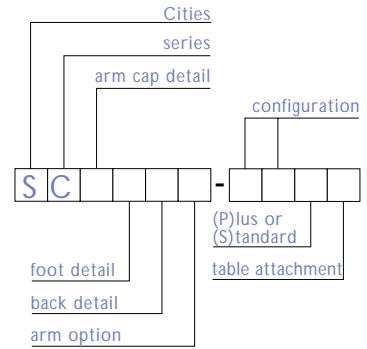 Cities
series
arm cap detail
configuration
S C -
(P)lus or
(S)tandard
foot detail
table attachment
back detail
arm option